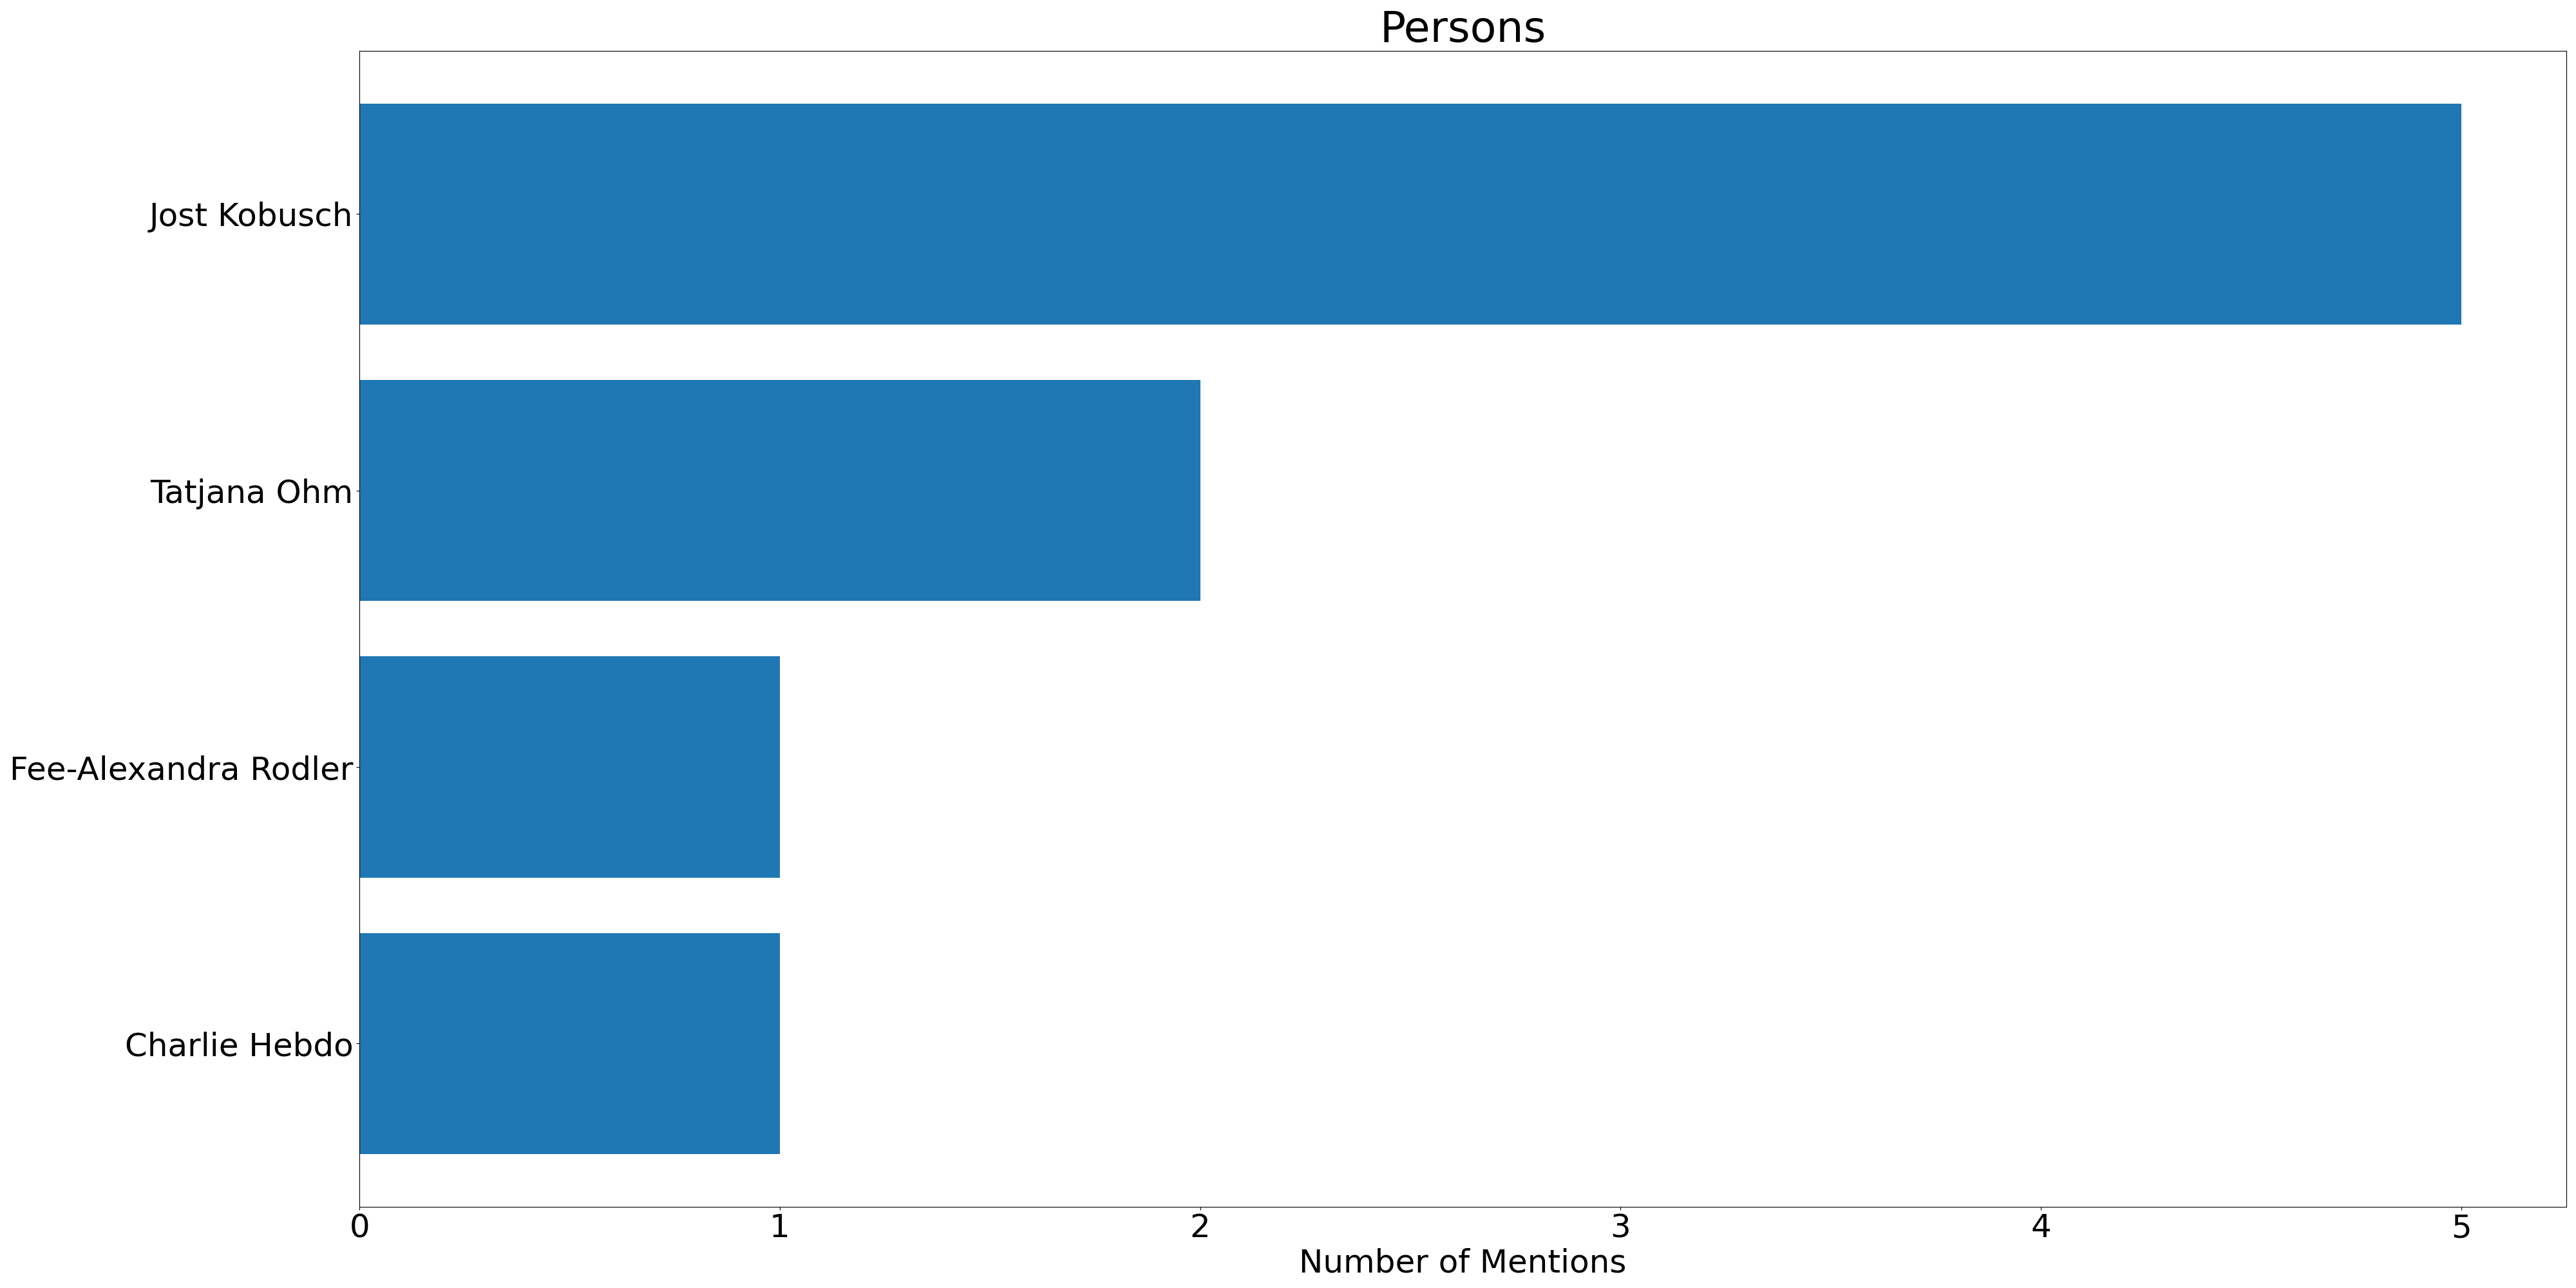 Persons
Jost Kobusch
Tatjana Ohm
Fee-Alexandra Rodler
Charlie Hebdo
0 1 2 3 4 5
Number of Mentions